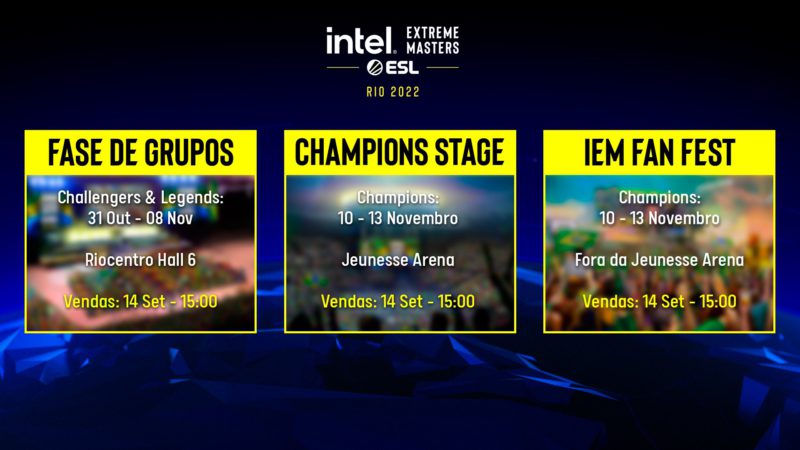 intel EXTREME
MASTERS
ESL
RIO 2022
FASE DE GRUPOS
Challengers & Legends:
31 Out - 08 Nov
Riocentro Hall 6
Vendas: 14 Set - 15:00
CHAMPIONS STAGE
Champions:
10 - 13 Novembro
Jeunesse Arena
Vendas: 14 Set - 15:00
IEM FAN FEST
Champions:
10 - 13 Novembro
Fora da Jeunesse Arena
Vendas: 14 Set - 15:00